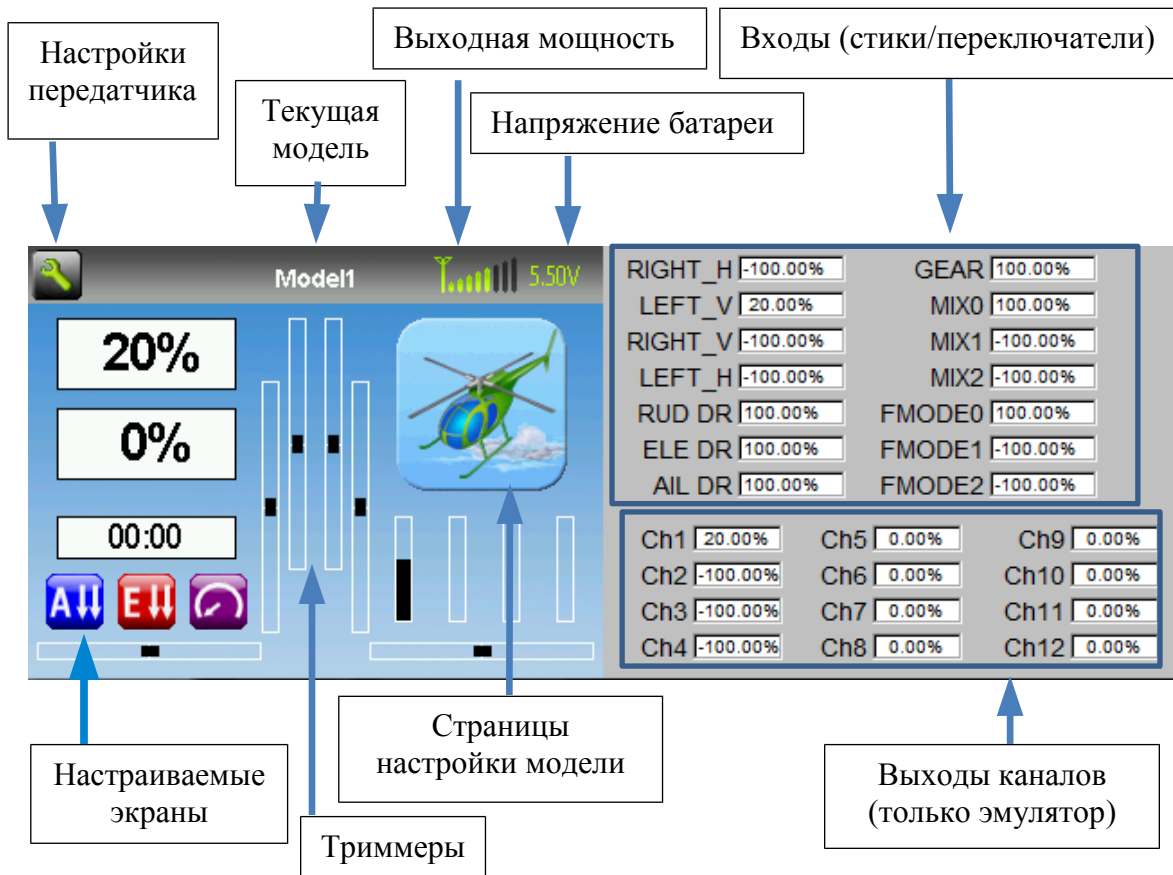 Настройки
передатчика
Текущая
модель
Выходная мощность
Напряжение батареи
Входы (стики/переключатели)
Model1
5.50V
20%
0%
00:00
A
E
RIGHT_H -100.00%
LEFT_V 20.00%
RIGHT_V -100.00%
LEFT_H -100.00%
RUD DR 100.00%
ELE DR 100.00%
AIL DR 100.00%
GEAR 100.00%
MIX0 100.00%
MIX1 -100.00%
MIX2 -100.00%
FMODE0 100.00%
FMODE1 -100.00%
FMODE2 -100.00%
Ch1 20.00%
Ch2 -100.00%
Ch3 -100.00%
Ch4 -100.00%
Ch5 0.00%
Ch6 0.00%
Ch7 0.00%
Ch8 0.00%
Ch9 0.00%
Ch10 0.00%
Ch11 0.00%
Ch12 0.00%
Настраиваемые
экраны
Триммеры
Страницы
настройки модели
Выходы каналов
(только эмулятор)